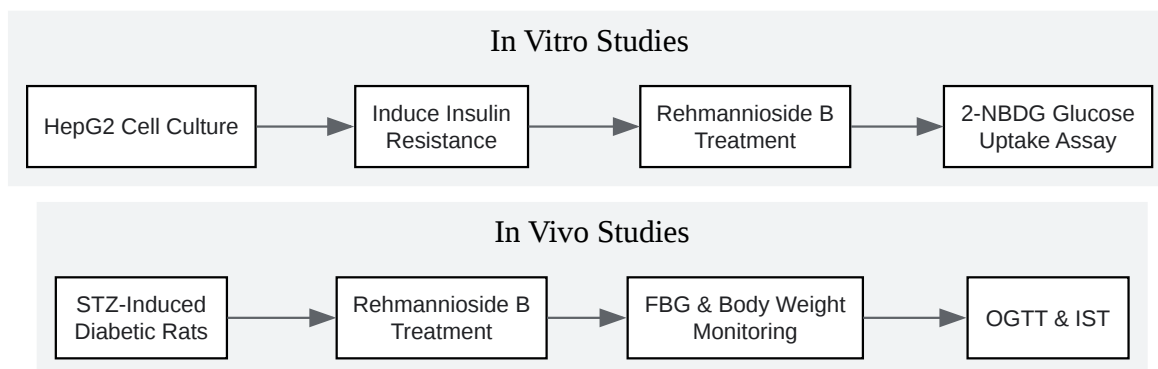 In Vitro Studies
HepG2 Cell Culture
Induce Insulin
Resistance
Rehmannioside B
Treatment
2-NBDG Glucose
Uptake Assay
In Vivo Studies
STZ-Induced
Diabetic Rats
Rehmannioside B
Treatment
FBG & Body Weight
Monitoring
OGTT & IST